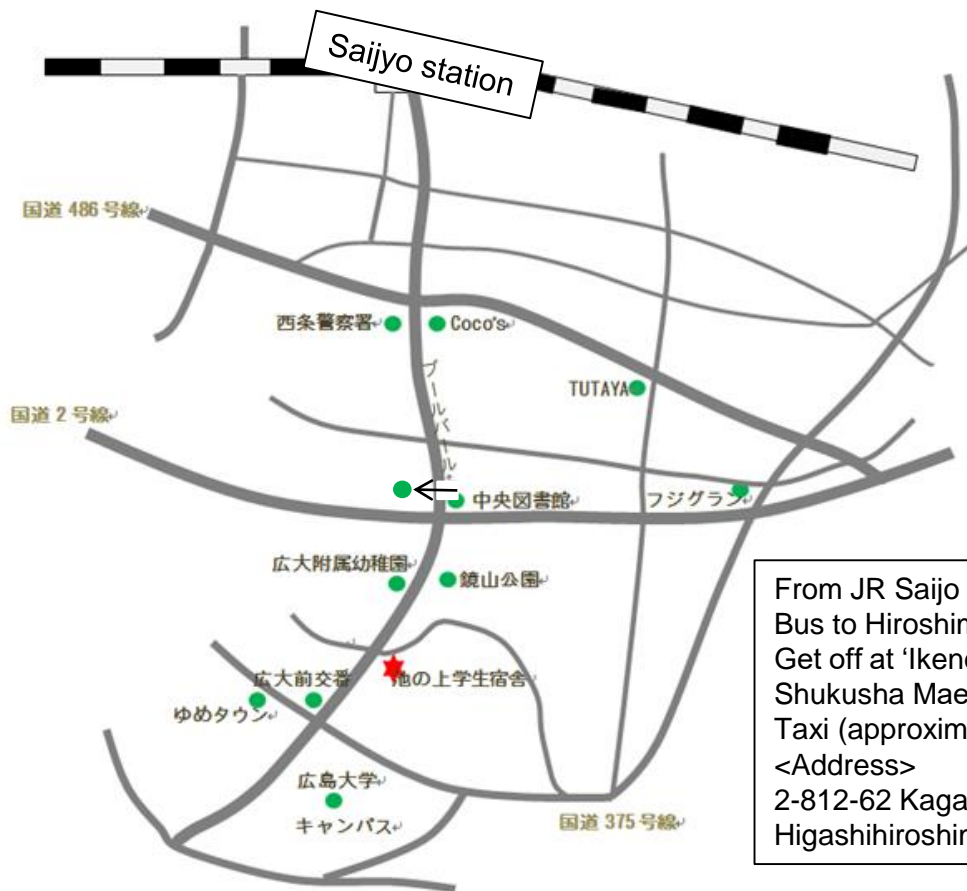 Saijyo station
国道 486 号線
西条警察署
Coco's
ブールバール
TUTAYA
国道 2 号線
中央図書館
フジグラン
広大附属幼稚園
鏡山公園
広大前交番
池の上学生宿舎
ゆめタウン
広島大学
キャンパス
国道 375 号線
From JR Saijo
Bus to Hiroshim
Get off at ‘Ikeno
Shukusha Mae
Taxi (approxim
<Address>
2-812-62 Kaga
Higashihiroshin